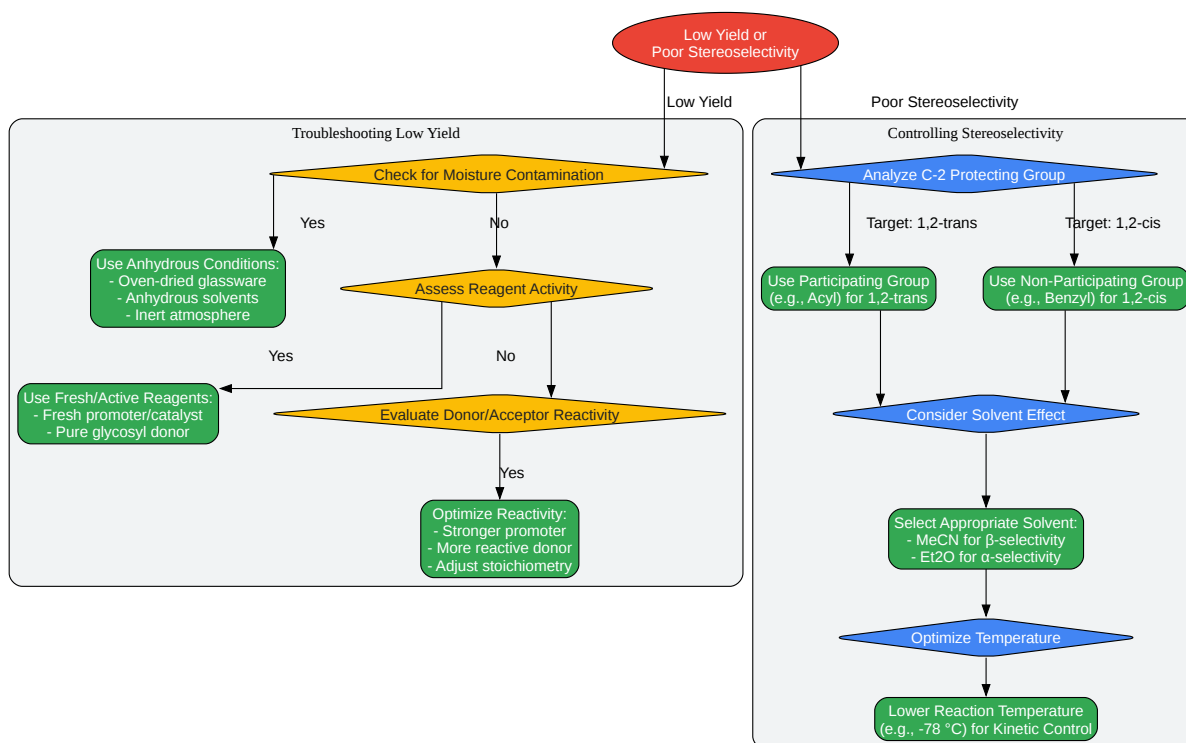 Low Yield or
Poor Stereoselectivity
Low Yield
Poor Stereoselectivity
Troubleshooting Low Yield
Check for Moisture Contamination
Yes
No
Use Anhydrous Conditions:
- Oven-dried glassware
- Anhydrous solvents
- Inert atmosphere
Assess Reagent Activity
Yes
No
Use Fresh/Active Reagents:
- Fresh promoter/catalyst
- Pure glycosyl donor
Evaluate Donor/Acceptor Reactivity
Yes
Optimize Reactivity:
- Stronger promoter
- More reactive donor
- Adjust stoichiometry
Controlling Stereoselectivity
Analyze C-2 Protecting Group
Target: 1,2-trans
Target: 1,2-cis
Use Participating Group
(e.g., Acyl) for 1,2-trans
Use Non-Participating Group
(e.g., Benzyl) for 1,2-cis
Consider Solvent Effect
Select Appropriate Solvent:
- MeCN for β-selectivity
- Et2O for α-selectivity
Optimize Temperature
Lower Reaction Temperature
(e.g., -78 °C) for Kinetic Control